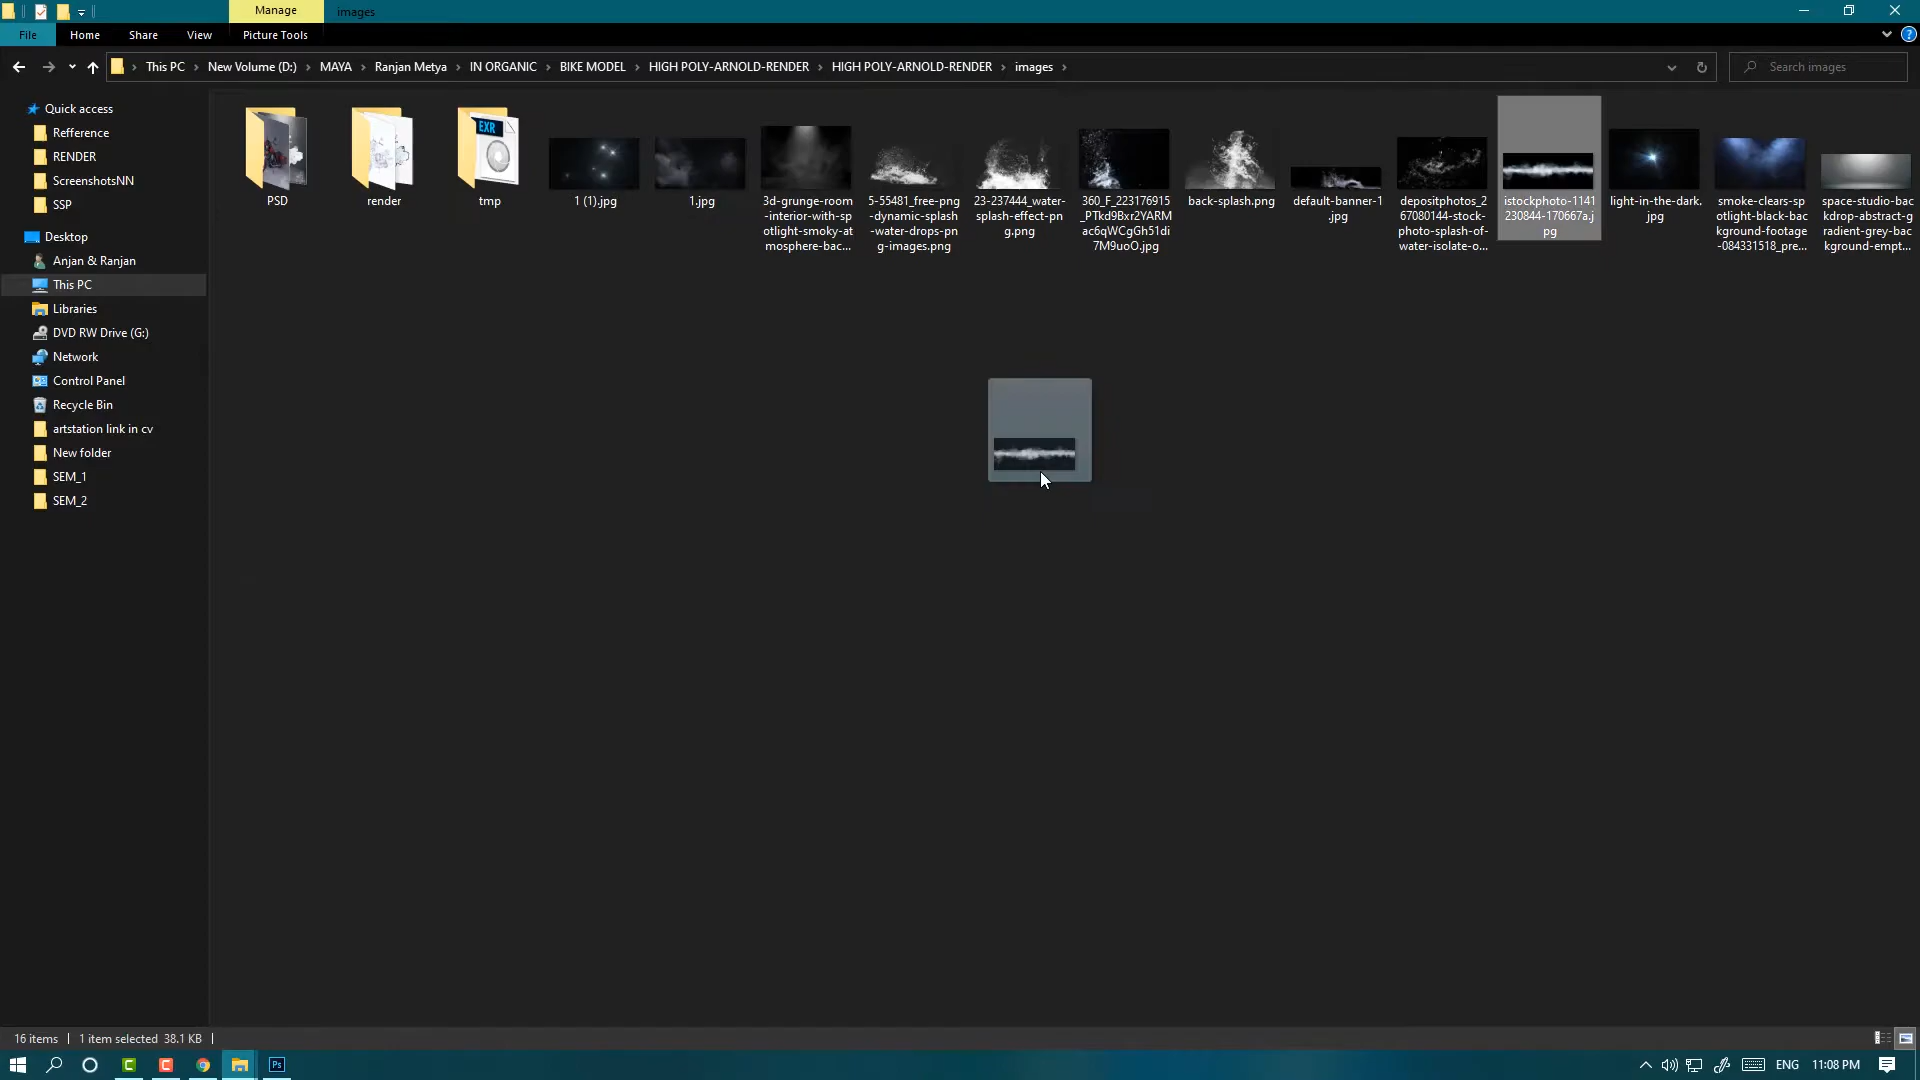 Manage
images
File
Home
Share
View
Picture Tools
This PC
New Volume (D:)
MAYA
Ranjan Metya
IN ORGANIC
BIKE MODEL
HIGH POLY-ARNOLD-RENDER
HIGH POLY-ARNOLD-RENDER
images
Search images
Quick access
Refference
RENDER
ScreenshotsNN
SSP
Desktop
Anjan & Ranjan
This PC
Libraries
DVD RW Drive (G:)
Network
Control Panel
Recycle Bin
artstation link in cv
New folder
SEM_1
SEM_2
PSD
render
EXR
tmp
1 (1).jpg
1.jpg
3d-grunge-room
-interior-with-sp
otlight-smoky-at
mosphere-bac...
5-55481_free-png
-dynamic-splash
-water-drops-pn
g-images.png
23-237444_water-
splash-effect-pn
g.png
360_F_223176915
_PTkd9Bxr2YARM
ac6qWCgGh51di
7M9uoO.jpg
back-splash.png
default-banner-1
.jpg
depositphotos_2
67080144-stock-
photo-splash-of-
water-isolate-o...
istockphoto-1141
230844-170667a.j
pg
light-in-the-dark.
jpg
smoke-clears-sp
otlight-black-bac
kground-footage
-084331518_pre...
space-studio-bac
kdrop-abstract-g
radient-grey-bac
kground-empt...
16 items
1 item selected 38.1 KB
Ps
ENG
11:08 PM